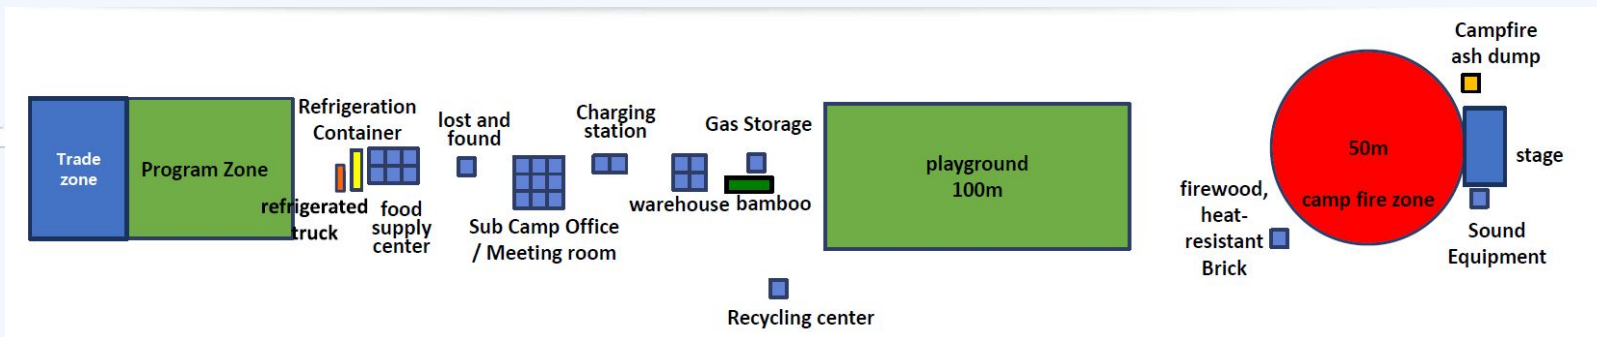 Trade
zone
Program Zone
Refrigeration
Container
refrigerated
truck
food
supply
center
lost and
found
Sub Camp Office
/ Meeting room
Charging
station
warehouse
Gas Storage
bamboo
Recycling center
playground
100m
firewood,
heat-
resistant
Brick
50m
camp fire zone
Campfire
ash dump
stage
Sound
Equipment